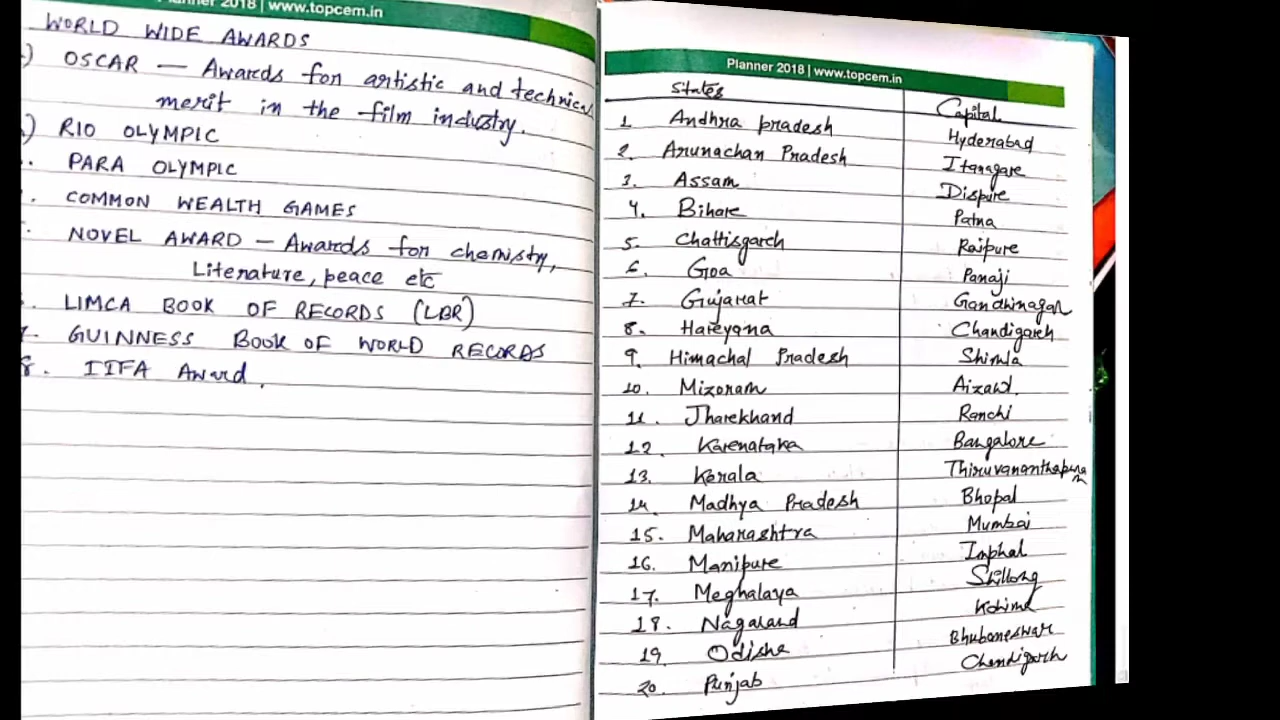 Planner 2018 | www.topcem.in
WORLD WIDE AWARDS
) OSCAR — Awards for artistic and technical
merit in the film industry.
) RIO OLYMPIC
. PARA OLYMPIC
. COMMON WEALTH GAMES
. NOVEL AWARD — Awards for chemistry,
Literature, peace etc
. LIMCA BOOK OF RECORDS (LBR)
7. GUINNESS BOOK OF WORLD RECORDS
8. IIFA Award.
Planner 2018 | www.topcem.in
States Capital
1 Andhra pradesh Hyderabad
2. Arunachan Pradesh Itanagare
3. Assam Dispure
4. Bihare Patna
5. Chattisgarh Raipure
6. Goa Panaji
7. Gujarat Gandhinagar
8. Hareyana Chandigarh
9. Himachal Pradesh Shimla
10. Mizoram Aizawl.
11. Jharekhand Ranchi
12. Karenataka Bangalore
13. Kerala Thiruvananthapuram
14. Madhya Pradesh Bhopal
15. Maharashtra Mumbai
16. Manipure Imphal
17. Meghalaya Shillong
18. Nagaland Kohima
19. Odisha Bhubaneswar
20. Punjab Chandigarh